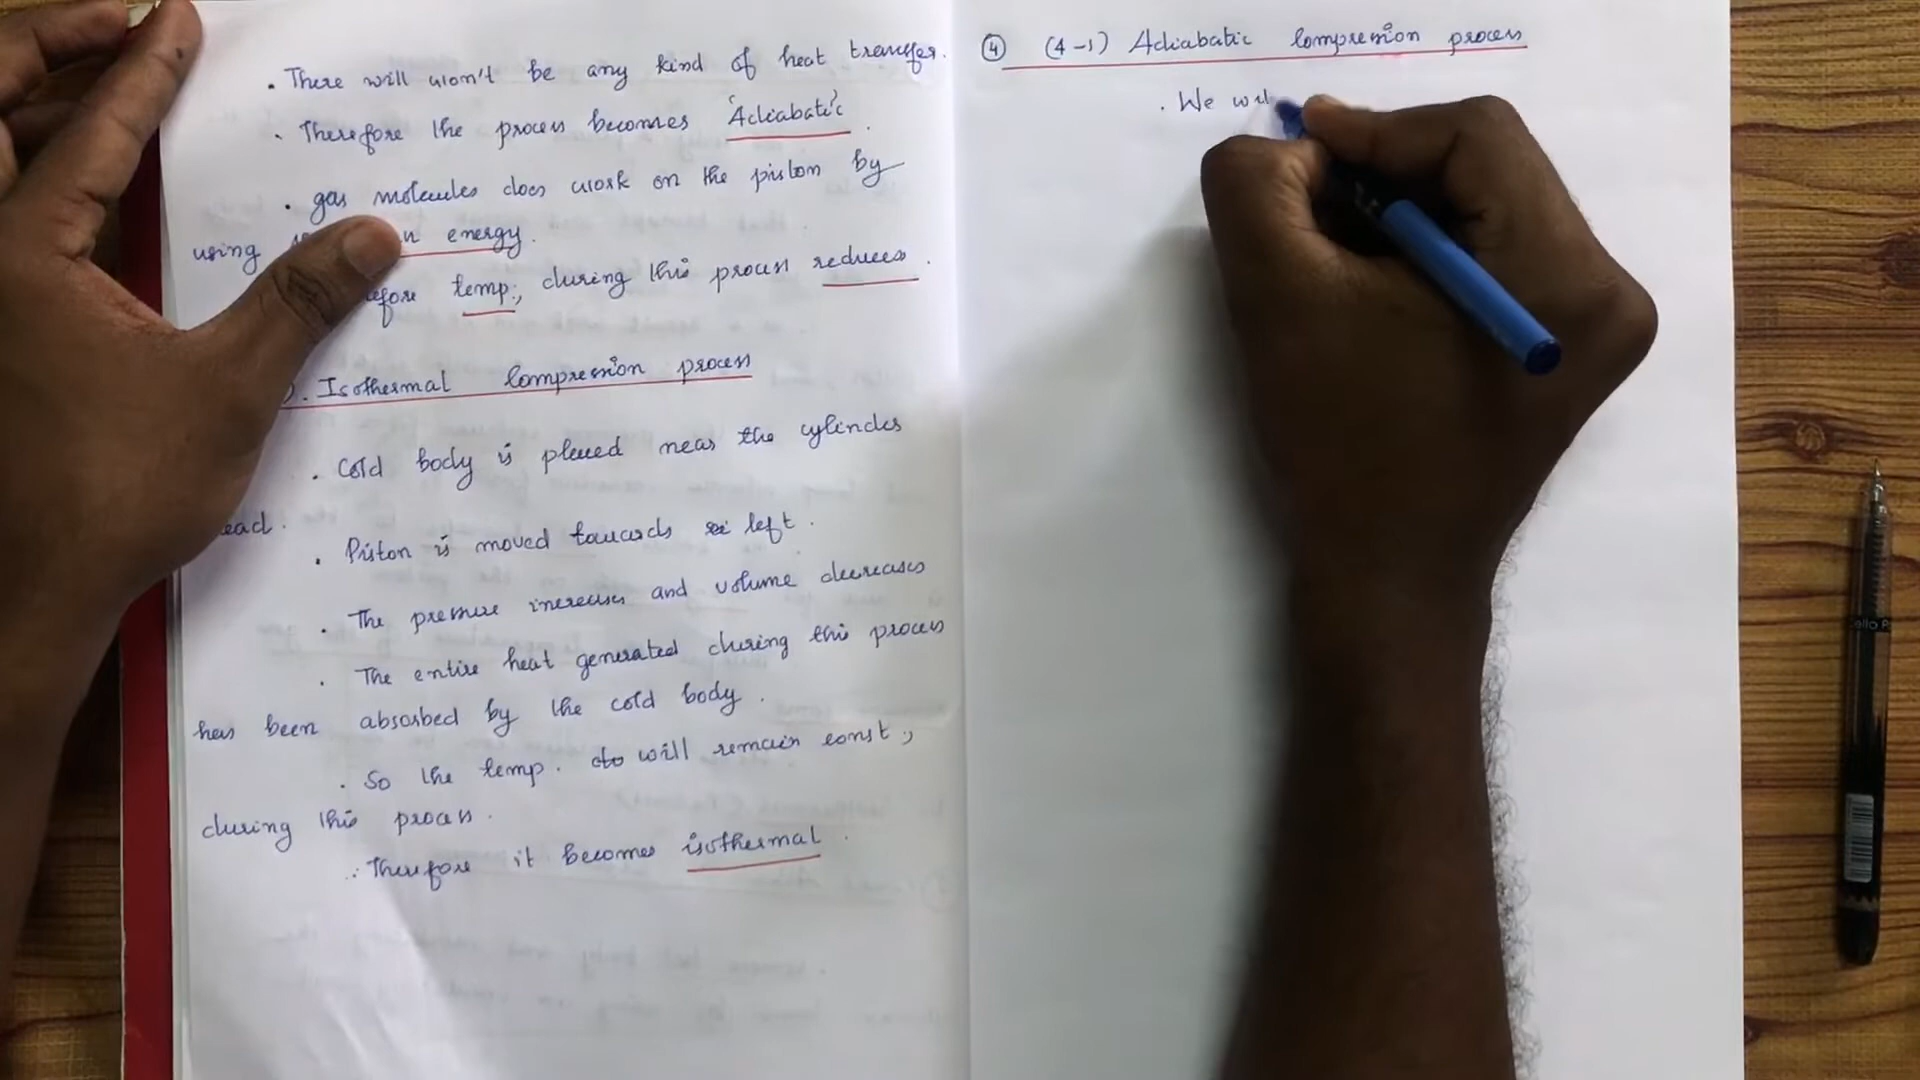 . There will won't be any kind of heat transfer.
. Therefore the process becomes 'Adiabatic'.
. gas molecules does work on the piston by
using energy.
temp., during this process reduces.
. Isothermal compression process
. Cold body is placed near the cylinder
ead.
. Piston is moved towards left.
. The pressure increases and volume decreases
. The entire heat generated during this process
has been absorbed by the cold body.
. So the temp. will remain const,
during this process.
∴ Therefore it becomes isothermal.
④ (4-1) Adiabatic compression process
. We wil
Cello